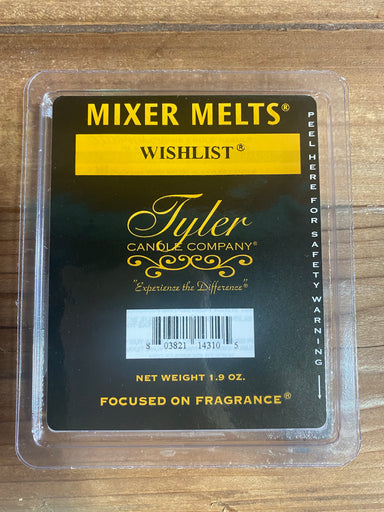 MIXER MELTS®
WISHLIST®
Tyler
CANDLE COMPANY®
"Experience the Difference"®
8 03821 14310 5
NET WEIGHT 1.9 OZ.
FOCUSED ON FRAGRANCE®
PEEL HERE FOR SAFETY WARNING